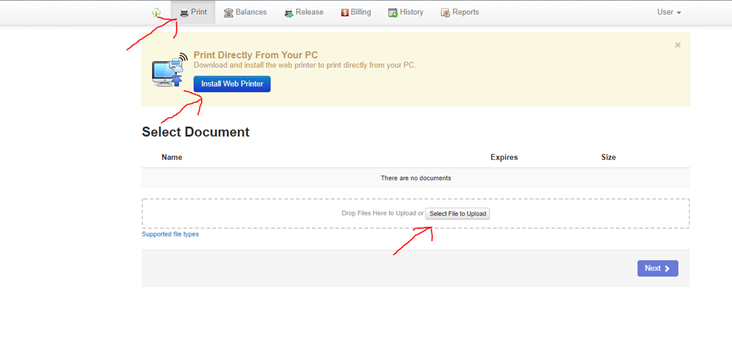 Print Balances Release Billing History Reports User
×
Print Directly From Your PC
Download and install the web printer to print directly from your PC.
Install Web Printer
Select Document
Name Expires Size
There are no documents
Drop Files Here to Upload or Select File to Upload
Supported file types
Next